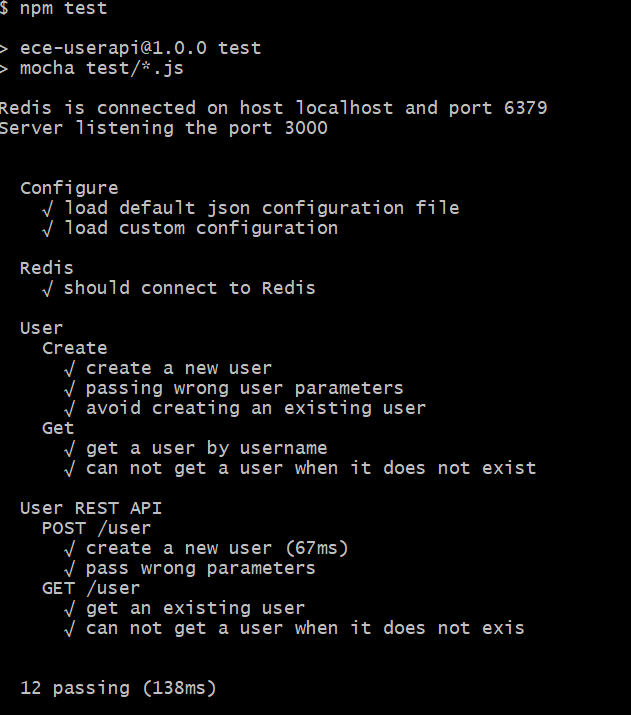 $ npm test
> ece-userapi@1.0.0 test
> mocha test/*.js
Redis is connected on host localhost and port 6379
Server listening the port 3000
Configure
√ load default json configuration file
√ load custom configuration
Redis
√ should connect to Redis
User
Create
√ create a new user
√ passing wrong user parameters
√ avoid creating an existing user
Get
√ get a user by username
√ can not get a user when it does not exist
User REST API
POST /user
√ create a new user (67ms)
√ pass wrong parameters
GET /user
√ get an existing user
√ can not get a user when it does not exis
12 passing (138ms)